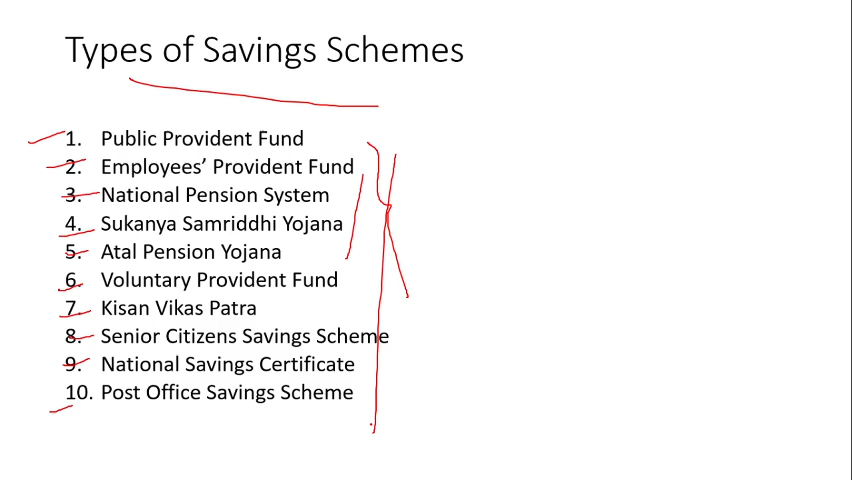 Types of Savings Schemes
1. Public Provident Fund
2. Employees’ Provident Fund
3. National Pension System
4. Sukanya Samriddhi Yojana
5. Atal Pension Yojana
6. Voluntary Provident Fund
7. Kisan Vikas Patra
8. Senior Citizens Savings Scheme
9. National Savings Certificate
10. Post Office Savings Scheme